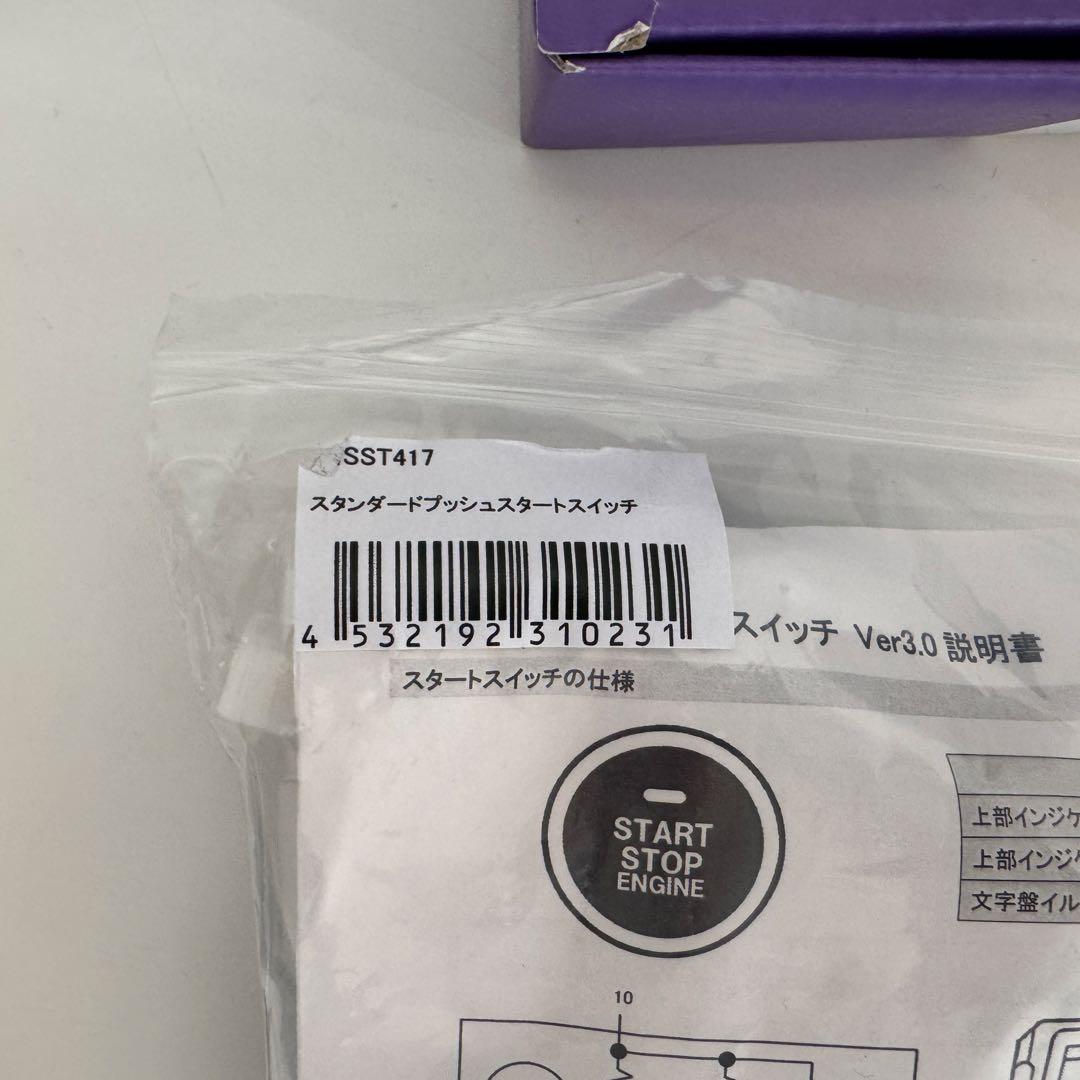 SST417
スタンダードプッシュスタートスイッチ
4 532192 310231
スイッチ Ver3.0 説明書
スタートスイッチの仕様
START
STOP
ENGINE
上部インジケ
上部インジケ
文字盤イル
10